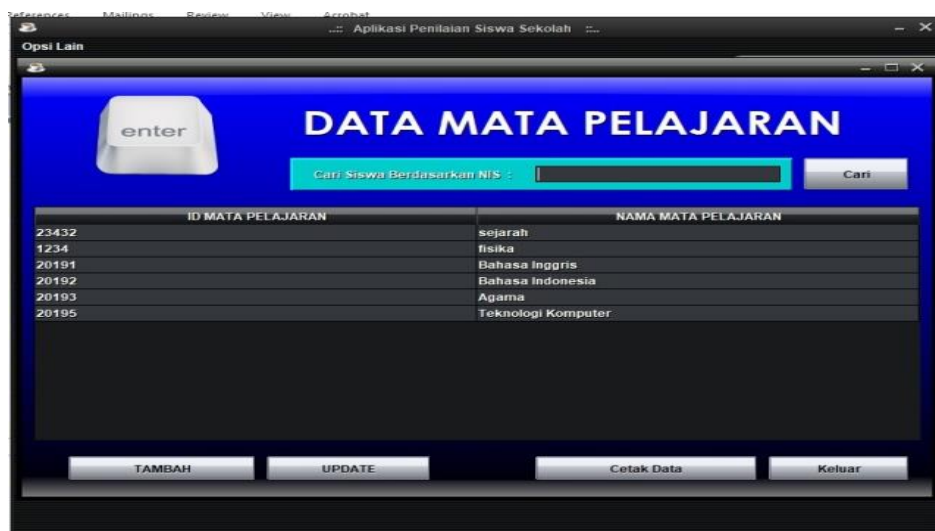 References Mailings Review View Acrobat
..:: Aplikasi Penilaian Siswa Sekolah ::..
Opsi Lain
enter
DATA MATA PELAJARAN
Cari Siswa Berdasarkan NIS :
Cari
ID MATA PELAJARAN NAMA MATA PELAJARAN
23432 sejarah
1234 fisika
20191 Bahasa Inggris
20192 Bahasa Indonesia
20193 Agama
20195 Teknologi Komputer
TAMBAH UPDATE Cetak Data Keluar